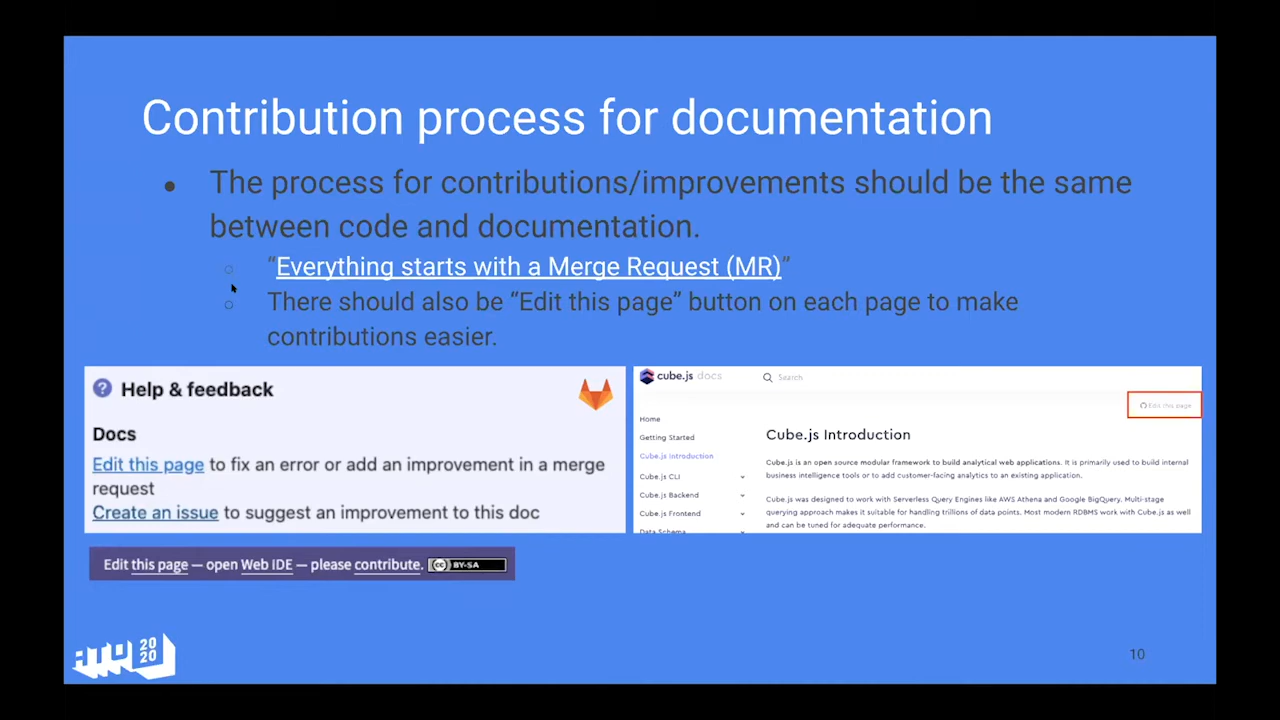 Contribution process for documentation
● The process for contributions/improvements should be the same
between code and documentation.
○ “Everything starts with a Merge Request (MR)”
○ There should also be “Edit this page” button on each page to make
contributions easier.
? Help & feedback
Docs
Edit this page to fix an error or add an improvement in a merge
request
Create an issue to suggest an improvement to this doc
Edit this page — open Web IDE — please contribute. cc BY-SA
cube.js docs
Search
Edit this page
Home
Getting Started
Cube.js Introduction
Cube.js CLI
Cube.js Backend
Cube.js Frontend
Data Schema
Cube.js Introduction
Cube.js is an open source modular framework to build analytical web applications. It is primarily used to build internal
business intelligence tools or to add customer-facing analytics to an existing application.
Cube.js was designed to work with Serverless Query Engines like AWS Athena and Google BigQuery. Multi-stage
querying approach makes it suitable for handling trillions of data points. Most modern RDBMS work with Cube.js as well
and can be tuned for adequate performance.
ATO 2020
10